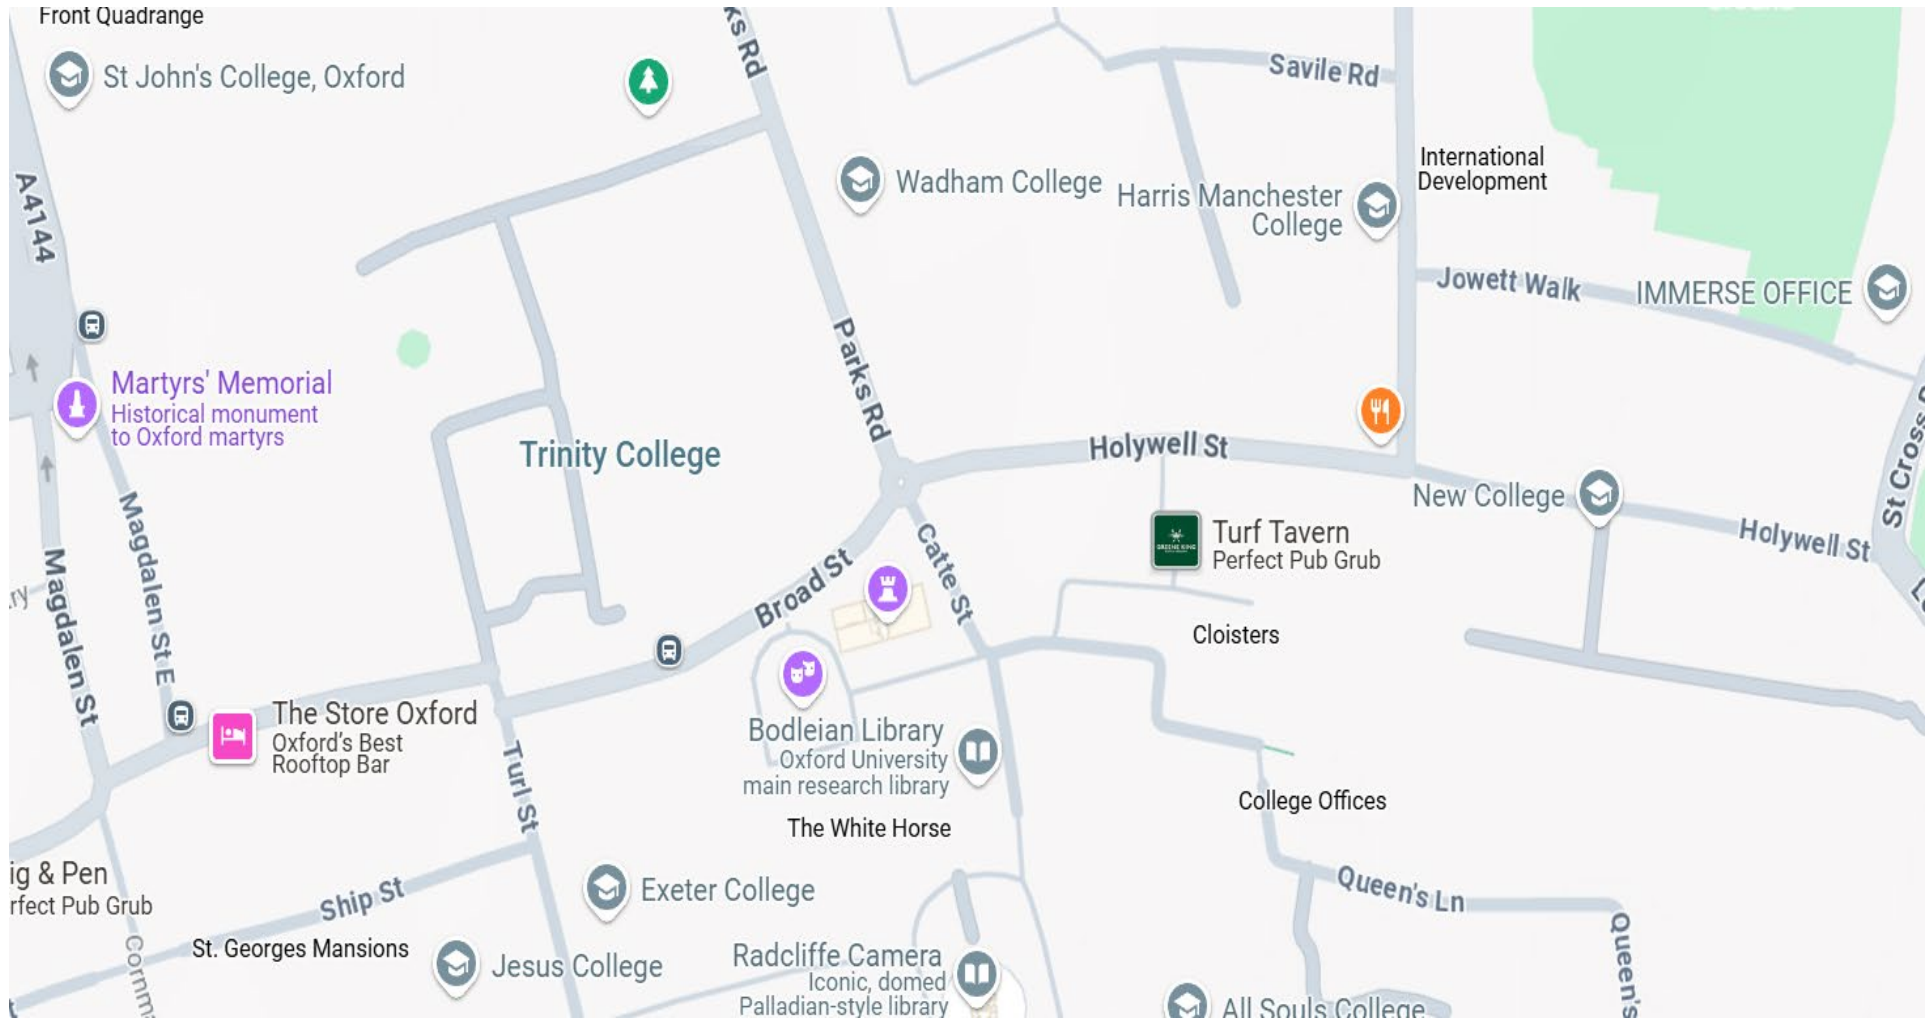 Front Quadrange
St John's College, Oxford
ks Rd
Savile Rd
A4144
Wadham College
Harris Manchester
College
International
Development
Jowett Walk
IMMERSE OFFICE
Martyrs' Memorial
Historical monument
to Oxford martyrs
Parks Rd
Trinity College
Holywell St
New College
St Cross
Magdalen St E
Magdalen St
Turf Tavern
Perfect Pub Grub
GREENE KING
Holywell St
Catte St
Broad St
ry
Cloisters
The Store Oxford
Oxford's Best
Rooftop Bar
Turl St
Bodleian Library
Oxford University
main research library
The White Horse
College Offices
ig & Pen
rfect Pub Grub
Ship St
Exeter College
Queen's Ln
Queen's
St. Georges Mansions
Cornma
Jesus College
Radcliffe Camera
Iconic, domed
Palladian-style library
All Souls College